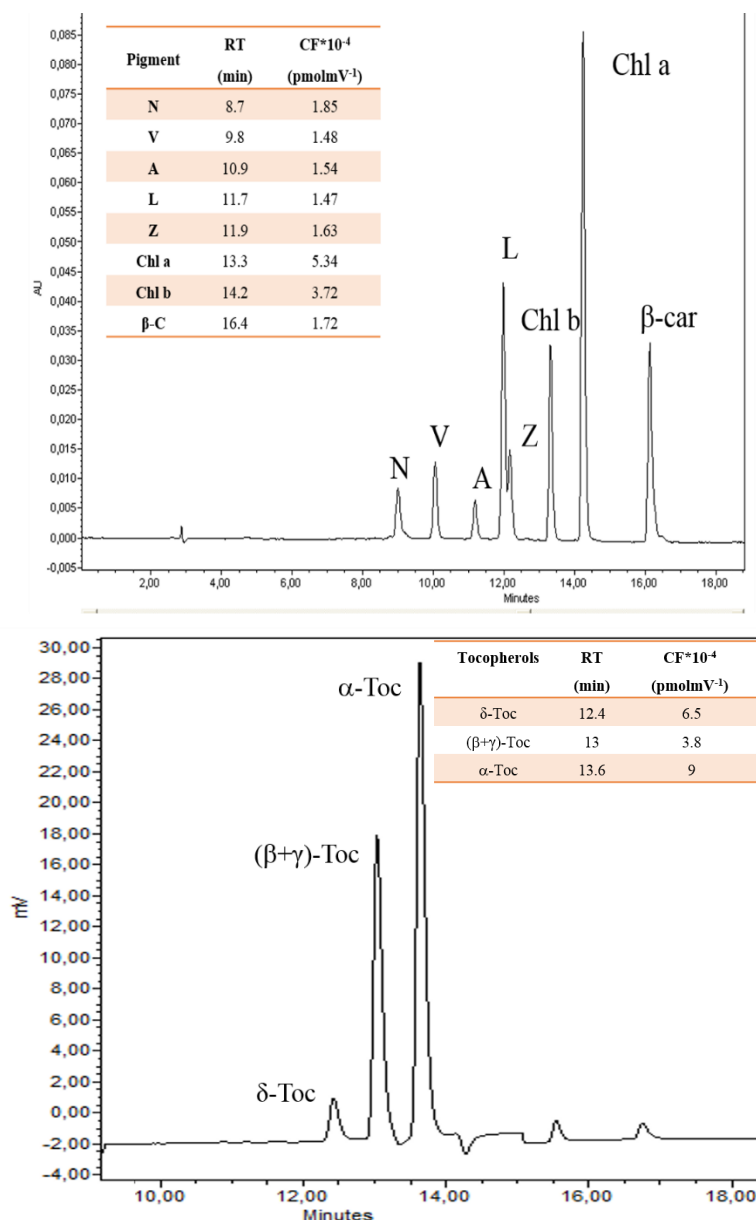 0,085
0,080
0,075
0,070
0,065
0,060
0,055
0,050
0,045
0,040
0,035
0,030
0,025
0,020
0,015
0,010
0,005
0,000
-0,005
AU
Pigment RT (min) CF*10⁻⁴ (pmolmV⁻¹)
N 8.7 1.85
V 9.8 1.48
A 10.9 1.54
L 11.7 1.47
Z 11.9 1.63
Chl a 13.3 5.34
Chl b 14.2 3.72
β-C 16.4 1.72
N
V
A
L
Z
Chl b
Chl a
β-car
2,00 4,00 6,00 8,00 10,00 12,00 14,00 16,00 18,00
Minutes
30,00
28,00
26,00
24,00
22,00
20,00
18,00
16,00
14,00
12,00
10,00
8,00
6,00
4,00
2,00
0,00
-2,00
-4,00
mV
Tocopherols RT (min) CF*10⁻⁴ (pmolmV⁻¹)
δ-Toc 12.4 6.5
(β+γ)-Toc 13 3.8
α-Toc 13.6 9
α-Toc
(β+γ)-Toc
δ-Toc
10,00 12,00 14,00 16,00 18,00
Minutes